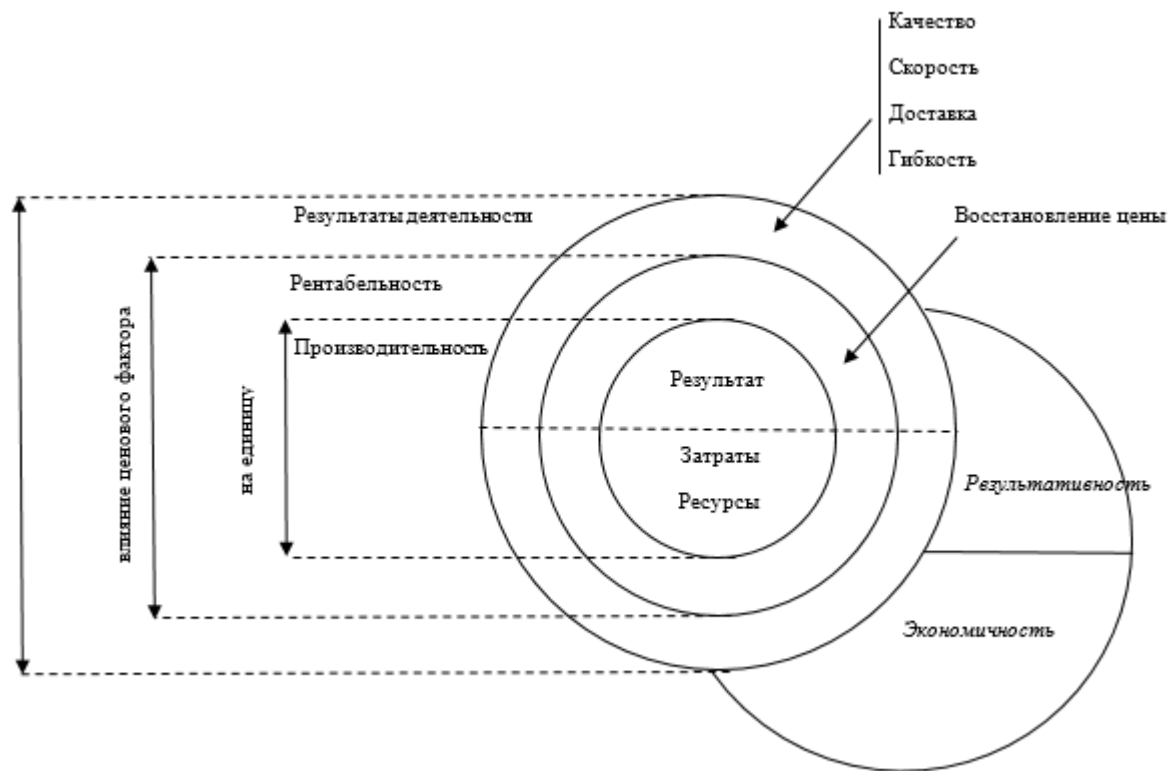 Качество
Скорость
Доставка
Гибкость
Результаты деятельности
Восстановление цены
Рентабельность
Производительность
влияние ценового фактора
на единицу
Результат
Затраты
Ресурсы
Результативность
Экономичность